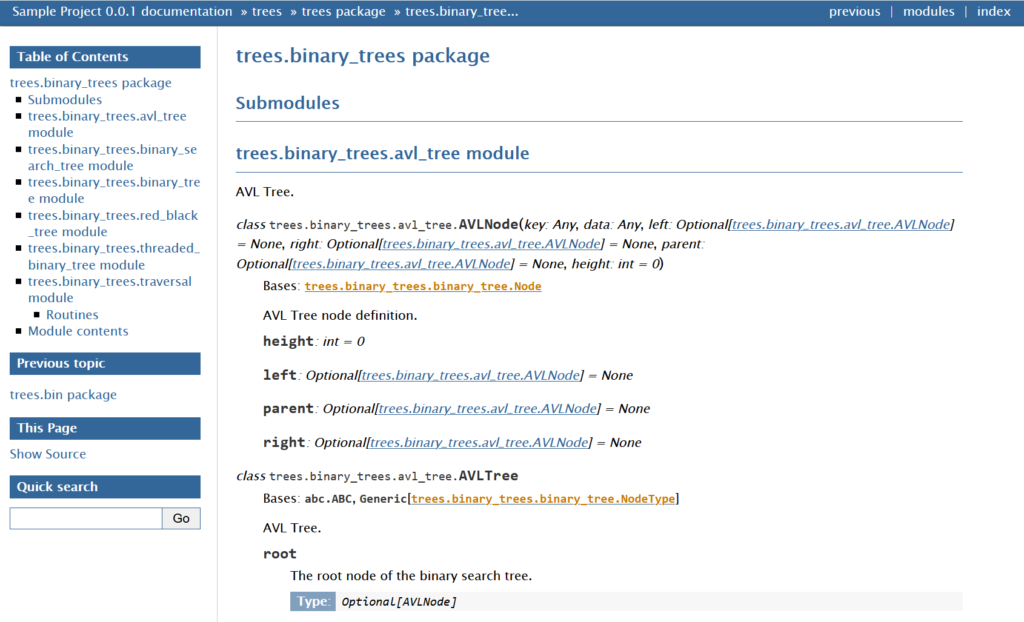 Sample Project 0.0.1 documentation » trees » trees package » trees.binary_tree...
previous | modules | index
Table of Contents
trees.binary_trees package
Submodules
trees.binary_trees.avl_tree
module
trees.binary_trees.binary_se
arch_tree module
trees.binary_trees.binary_tre
e module
trees.binary_trees.red_black
_tree module
trees.binary_trees.threaded_
binary_tree module
trees.binary_trees.traversal
module
Routines
Module contents
Previous topic
trees.bin package
This Page
Show Source
Quick search
Go
trees.binary_trees package
Submodules
trees.binary_trees.avl_tree module
AVL Tree.
class trees.binary_trees.avl_tree.AVLNode(key: Any, data: Any, left: Optional[trees.binary_trees.avl_tree.AVLNode]
= None, right: Optional[trees.binary_trees.avl_tree.AVLNode] = None, parent:
Optional[trees.binary_trees.avl_tree.AVLNode] = None, height: int = 0)
Bases: trees.binary_trees.binary_tree.Node
AVL Tree node definition.
height: int = 0
left: Optional[trees.binary_trees.avl_tree.AVLNode] = None
parent: Optional[trees.binary_trees.avl_tree.AVLNode] = None
right: Optional[trees.binary_trees.avl_tree.AVLNode] = None
class trees.binary_trees.avl_tree.AVLTree
Bases: abc.ABC, Generic[trees.binary_trees.binary_tree.NodeType]
AVL Tree.
root
The root node of the binary search tree.
Type: Optional[AVLNode]